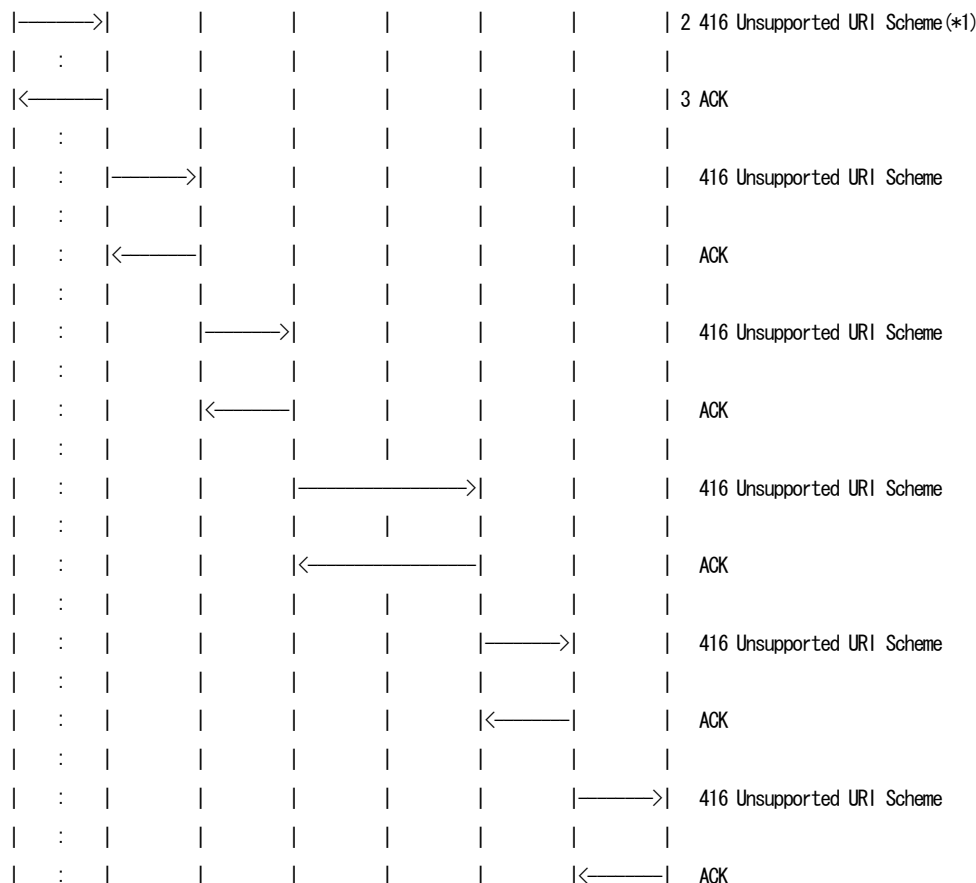 |———————>| | | | | | | 2 416 Unsupported URI Scheme(*1)
| : | | | | | | |
|<———————| | | | | | | 3 ACK
| : | | | | | | |
| : |———————>| | | | | | 416 Unsupported URI Scheme
| : | | | | | | |
| : |<———————| | | | | | ACK
| : | | | | | | |
| : | |———————>| | | | | 416 Unsupported URI Scheme
| : | | | | | | |
| : | |<———————| | | | | ACK
| : | | | | | | |
| : | | |————————————————>| | | 416 Unsupported URI Scheme
| : | | | | | | |
| : | | |<————————————————| | | ACK
| : | | | | | | |
| : | | | | |———————>| | 416 Unsupported URI Scheme
| : | | | | | | |
| : | | | | |<———————| | ACK
| : | | | | | | |
| : | | | | | |———————>| 416 Unsupported URI Scheme
| : | | | | | | |
| : | | | | | |<———————| ACK